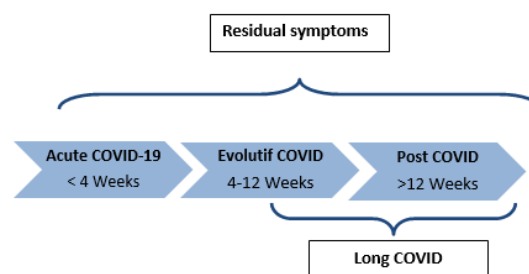 Residual symptoms
Acute COVID-19
< 4 Weeks
Evolutif COVID
4-12 Weeks
Post COVID
>12 Weeks
Long COVID